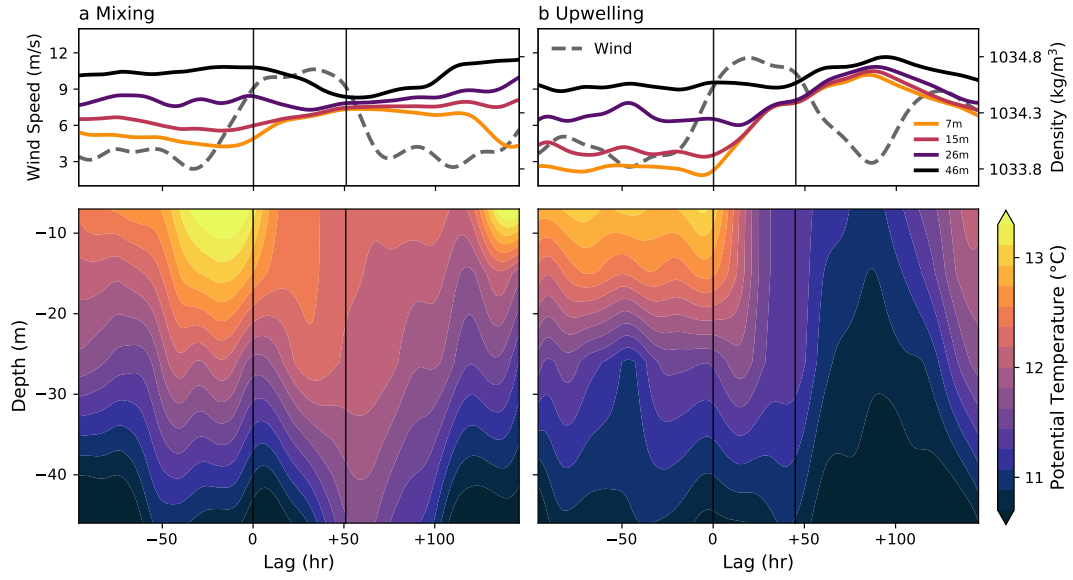 a Mixing
b Upwelling
Wind Speed (m/s)
12
9
6
3
Wind
7m
15m
26m
46m
1034.8
1034.3
1033.8
Density (kg/m³)
Depth (m)
−10
−20
−30
−40
−50
0
+50
+100
Lag (hr)
−50
0
+50
+100
Lag (hr)
13
12
11
Potential Temperature (°C)